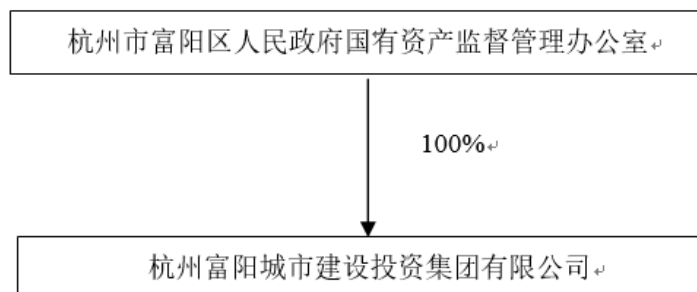 杭州市富阳区人民政府国有资产监督管理办公室
100%
杭州富阳城市建设投资集团有限公司